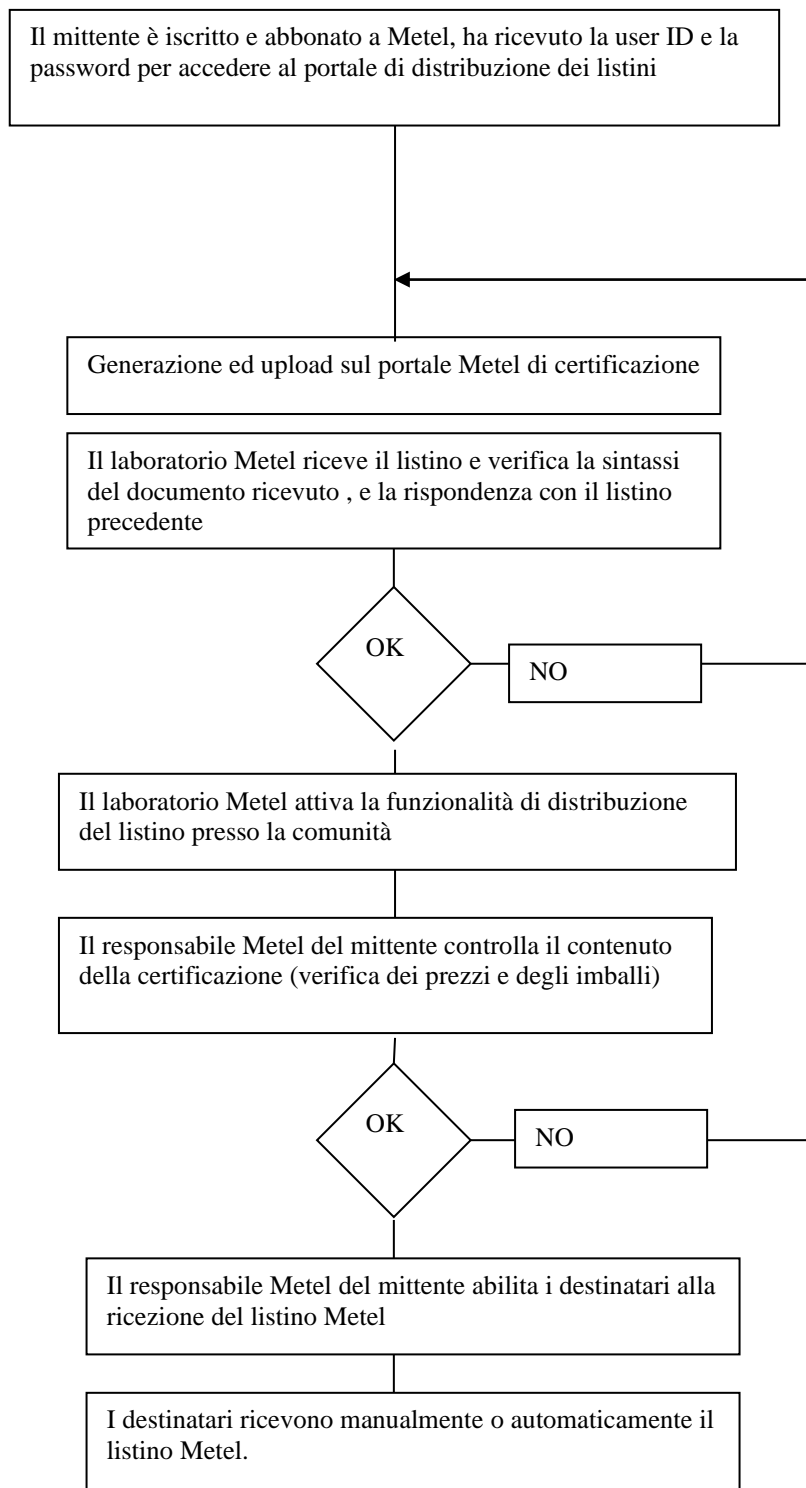 Il mittente è iscritto e abbonato a Metel, ha ricevuto la user ID e la
password per accedere al portale di distribuzione dei listini
Generazione ed upload sul portale Metel di certificazione
Il laboratorio Metel riceve il listino e verifica la sintassi
del documento ricevuto , e la rispondenza con il listino
precedente
OK
NO
Il laboratorio Metel attiva la funzionalità di distribuzione
del listino presso la comunità
Il responsabile Metel del mittente controlla il contenuto
della certificazione (verifica dei prezzi e degli imballi)
OK
NO
Il responsabile Metel del mittente abilita i destinatari alla
ricezione del listino Metel
I destinatari ricevono manualmente o automaticamente il
listino Metel.